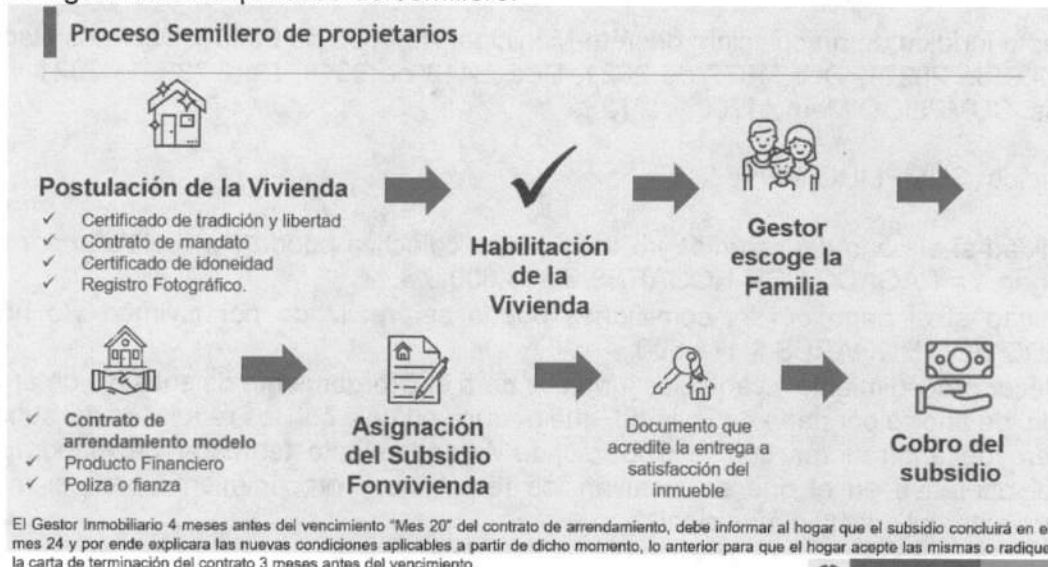 Proceso Semillero de propietarios
Postulación de la Vivienda
✓ Certificado de tradición y libertad
✓ Contrato de mandato
✓ Certificado de idoneidad
✓ Registro Fotográfico.
Habilitación
de la
Vivienda
Gestor
escoge la
Familia
Contrato de
arrendamiento modelo
✓ Producto Financiero
✓ Poliza o fianza
Asignación
del Subsidio
Fonvivienda
Documento que
acredite la entrega a
satisfacción del
inmueble
Cobro del
subsidio
El Gestor Inmobiliario 4 meses antes del vencimiento "Mes 20" del contrato de arrendamiento, debe informar al hogar que el subsidio concluirá en el
mes 24 y por ende explicara las nuevas condiciones aplicables a partir de dicho momento, lo anterior para que el hogar acepte las mismas o radique
la carta de terminación del contrato 3 meses antes del vencimiento